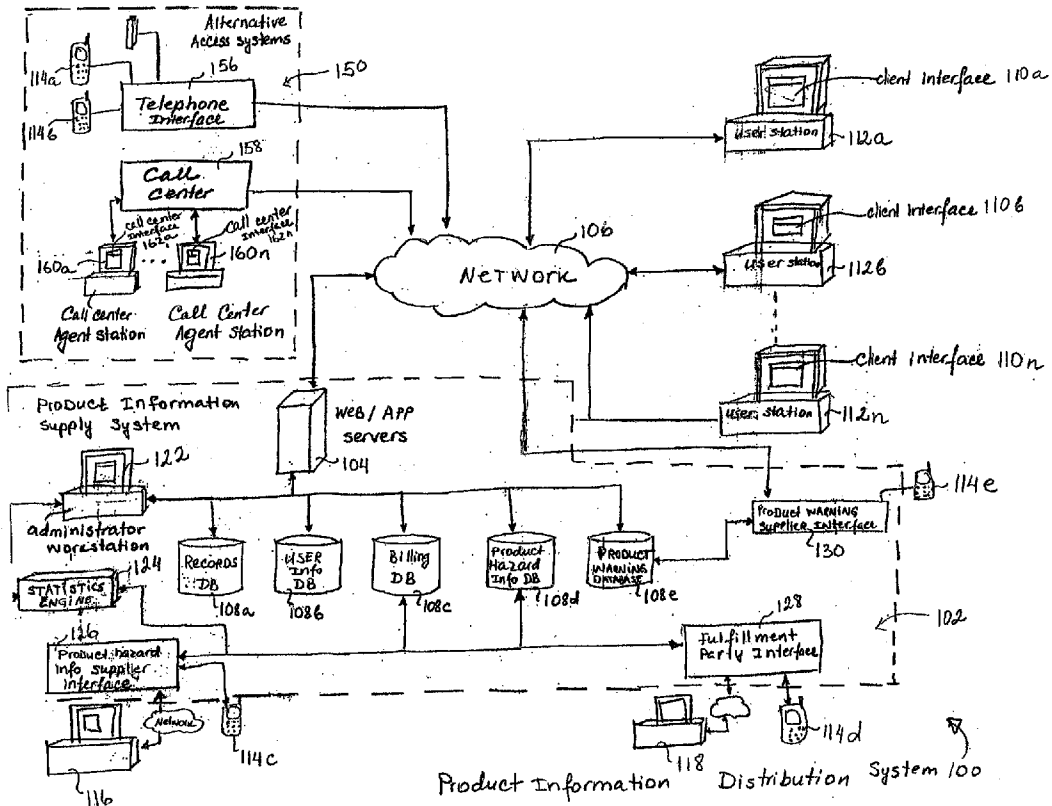 Alternative
Access systems
114a
156
150
114b
Telephone
Interface
158
Call
Center
call center
interface
162a
call center
interface
162n
160a
...
160n
Call center
Agent station
Call Center
Agent Station
106
Network
client Interface 110a
User station
112a
client Interface 110b
User station
112b
client Interface 110n
User station
112n
Product Information
Supply System
Web / APP
servers
104
122
administrator
workstation
124
STATISTICS
ENGINE
Records
DB
108a
USER
Info
DB
108b
Billing
DB
108c
Product
Hazard
Info DB
108d
PRODUCT
WARNING
DATABASE
108e
Product WARNING
Supplier Interface
130
114e
102
126
Product hazard
Info supplier
interface
128
Fulfillment
Party Interface
Network
116
114c
118
114d
Product Information Distribution System 100